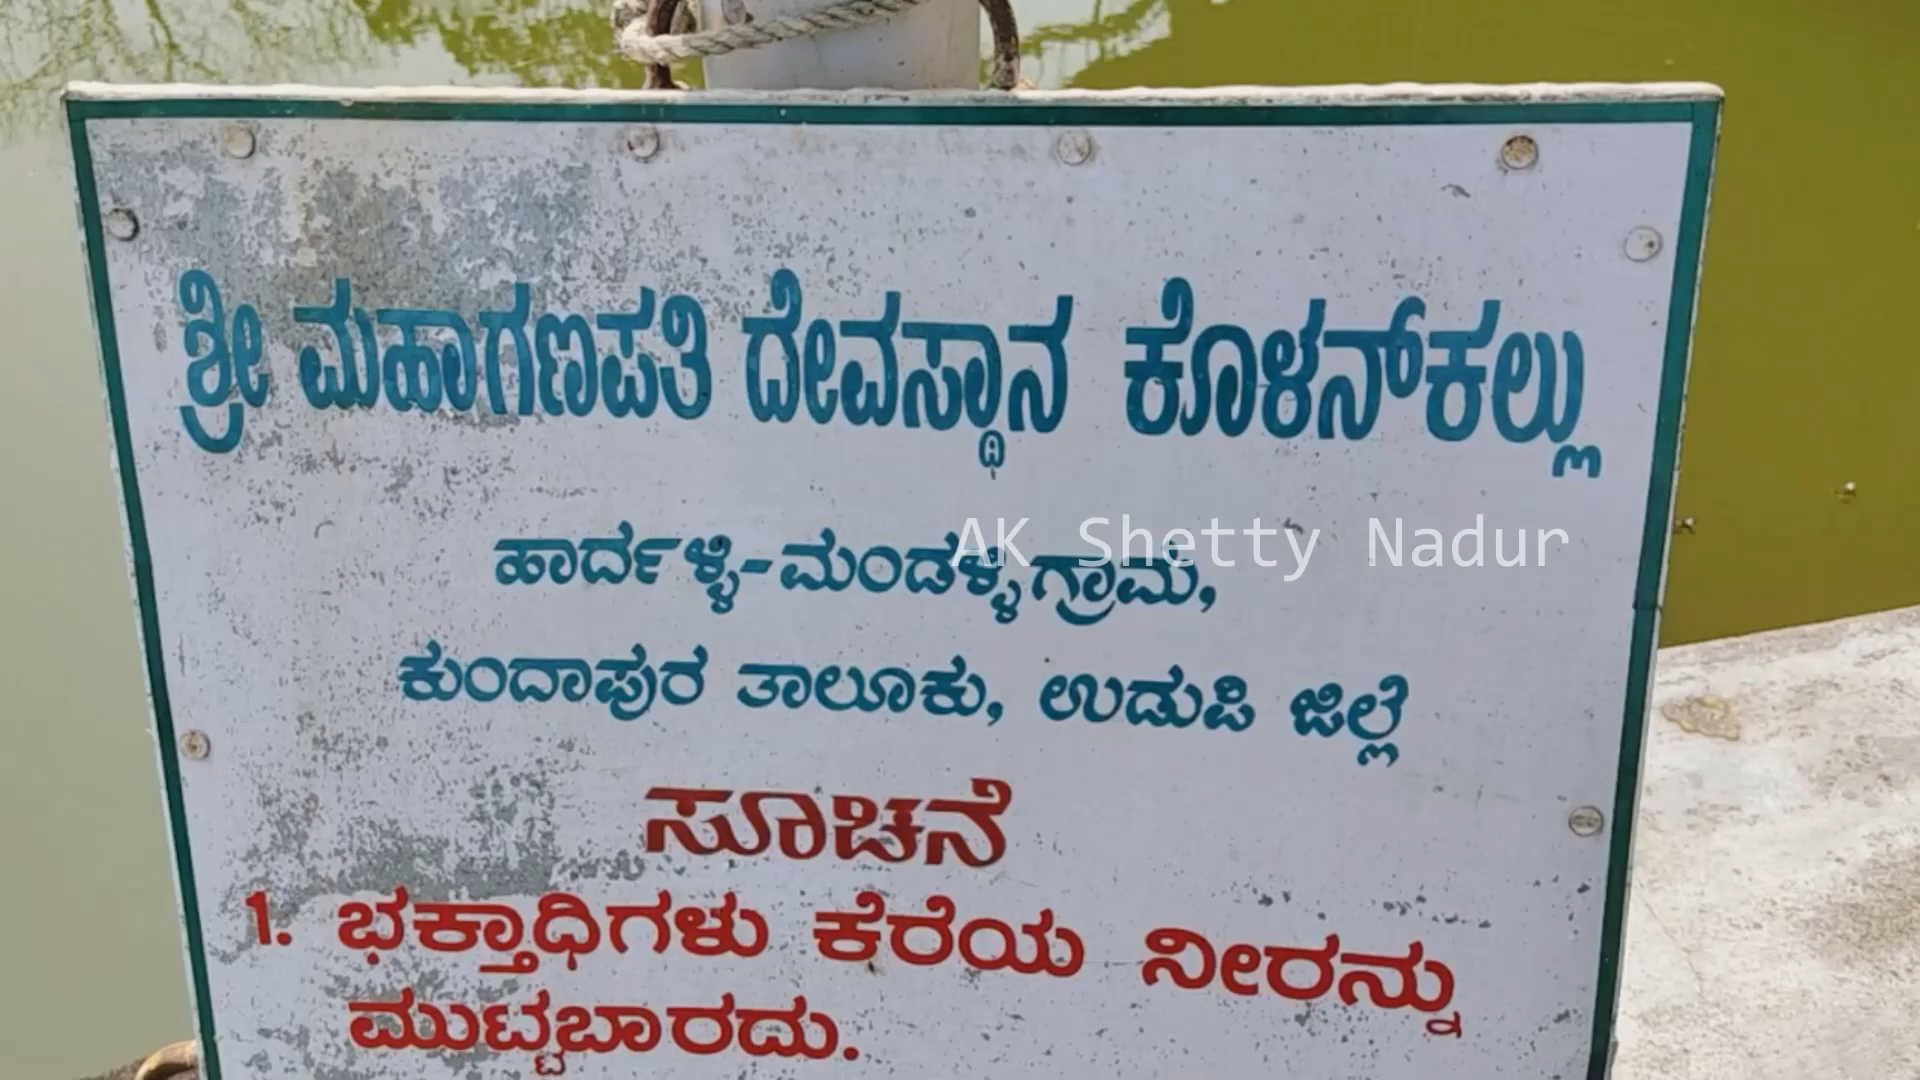 ಶ್ರೀ ಮಹಾಗಣಪತಿ ದೇವಸ್ಥಾನ ಕೊಳನ್‌ಕಲ್ಲು
AK Shetty Nadur
ಹಾರ್ದಳ್ಳಿ-ಮಂಡಳ್ಳಿಗ್ರಾಮ,
ಕುಂದಾಪುರ ತಾಲೂಕು, ಉಡುಪಿ ಜಿಲ್ಲೆ
ಸೂಚನೆ
1. ಭಕ್ತಾಧಿಗಳು ಕೆರೆಯ ನೀರನ್ನು
ಮುಟ್ಟಬಾರದು.